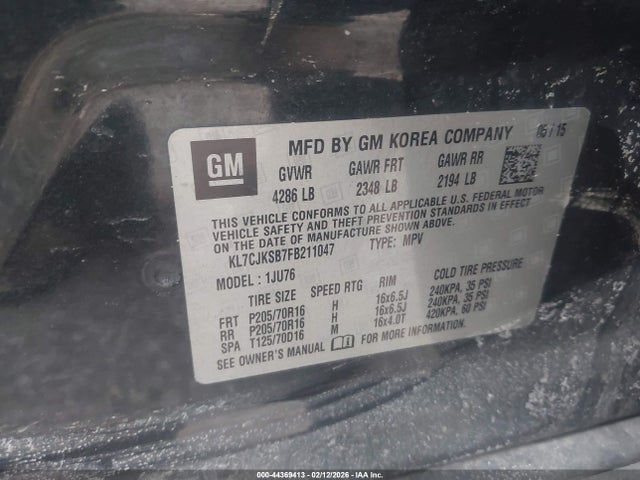 GM
MFD BY GM KOREA COMPANY 05/15
GVWR GAWR FRT GAWR RR
4286 LB 2348 LB 2194 LB
THIS VEHICLE CONFORMS TO ALL APPLICABLE U.S. FEDERAL MOTOR
VEHICLE SAFETY AND THEFT PREVENTION STANDARDS IN EFFECT
ON THE DATE OF MANUFACTURE SHOWN ABOVE.
KL7CJKSB7FB211047 TYPE: MPV
MODEL: 1JU76
TIRE SIZE SPEED RTG RIM COLD TIRE PRESSURE
FRT P205/70R16 H 16x6.5J 240KPA, 35 PSI
RR P205/70R16 H 16x6.5J 240KPA, 35 PSI
SPA T125/70D16 M 16x4.0T 420KPA, 60 PSI
SEE OWNER'S MANUAL FOR MORE INFORMATION.
000-44369413 - 02/12/2026 - IAA Inc.